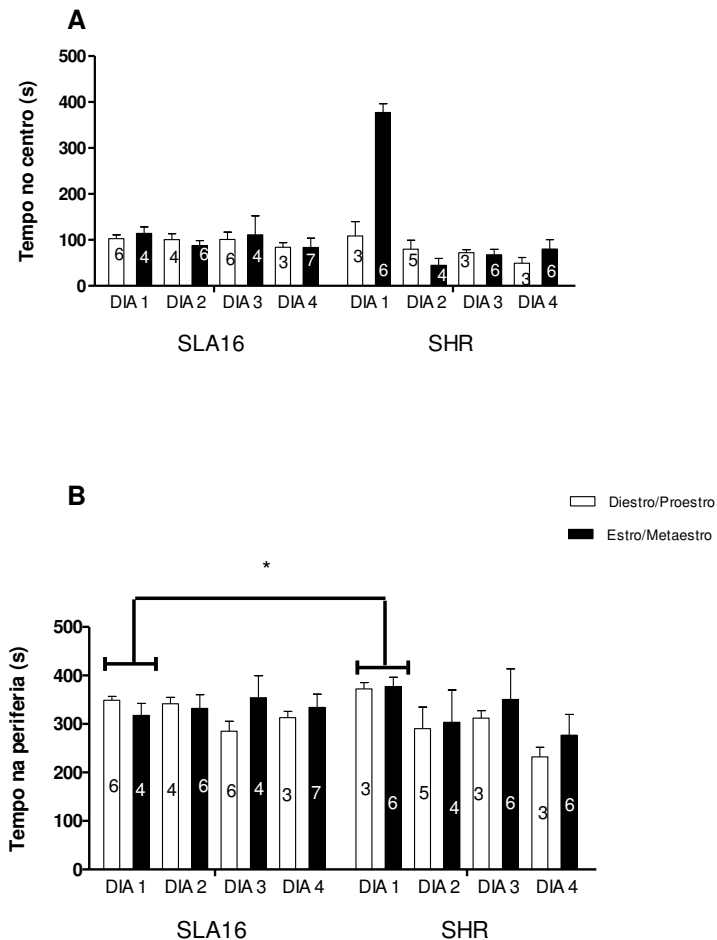 A
Tempo no centro (s)
500
400
300
200
100
0
6 4 4 6 6 4 3 7 3 6 5 4 3 6 3 6
DIA 1 DIA 2 DIA 3 DIA 4 DIA 1 DIA 2 DIA 3 DIA 4
SLA16 SHR
B
Diestro/Proestro
Estro/Metaestro
*
Tempo na periferia (s)
500
400
300
200
100
0
6 4 4 6 6 4 3 7 3 6 5 4 3 6 3 6
DIA 1 DIA 2 DIA 3 DIA 4 DIA 1 DIA 2 DIA 3 DIA 4
SLA16 SHR